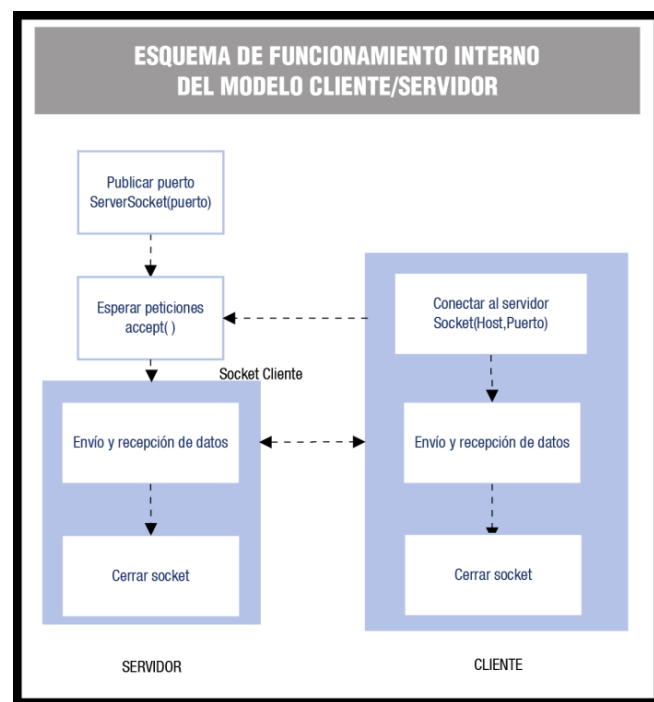 ESQUEMA DE FUNCIONAMIENTO INTERNO
DEL MODELO CLIENTE/SERVIDOR
Publicar puerto
ServerSocket(puerto)
Esperar peticiones
accept( )
Conectar al servidor
Socket(Host,Puerto)
Socket Cliente
Envío y recepción de datos
Envío y recepción de datos
Cerrar socket
Cerrar socket
SERVIDOR
CLIENTE